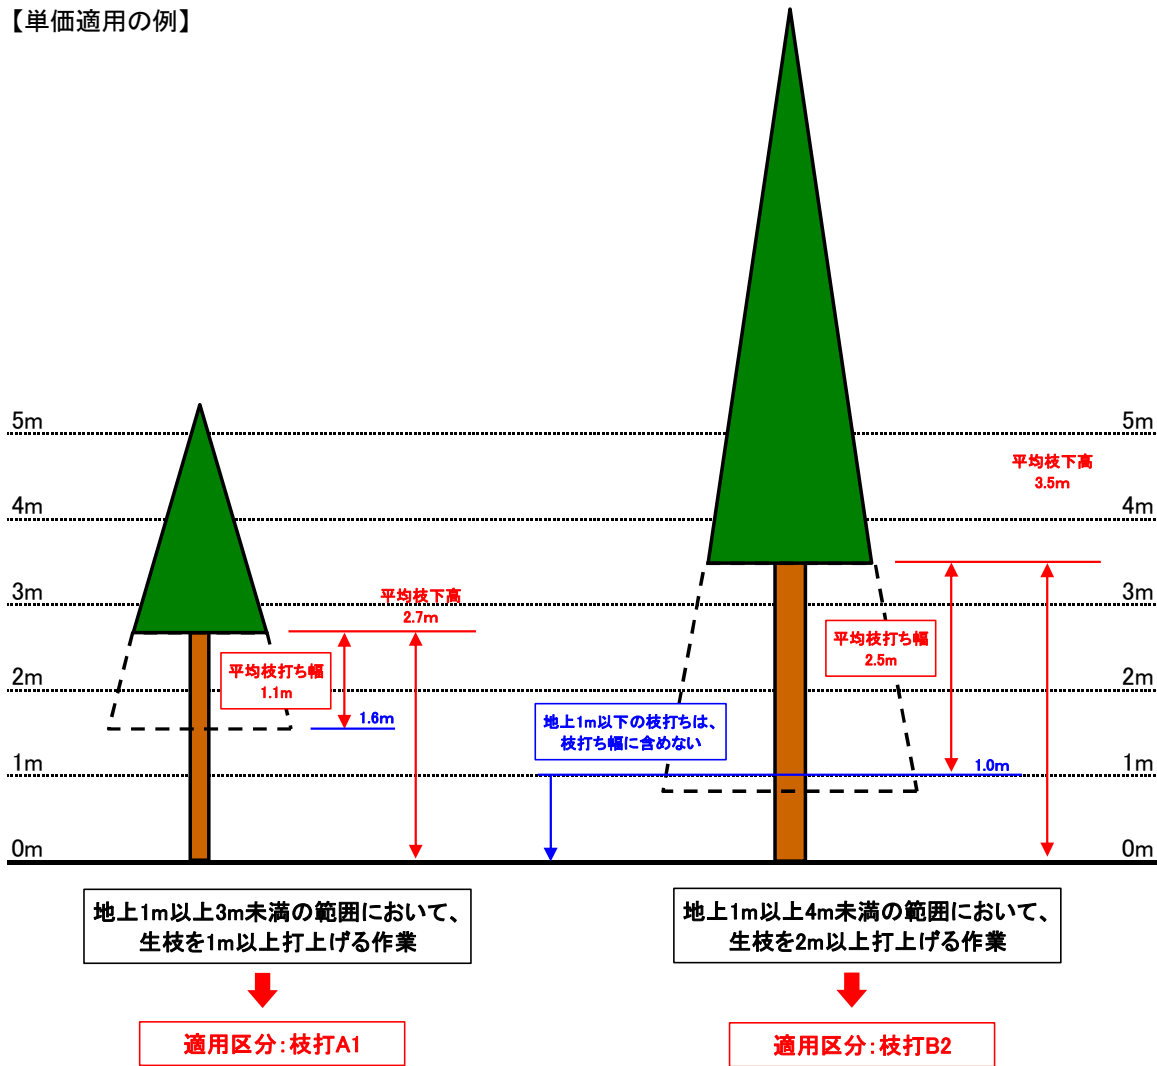 【単価適用の例】
5m
5m
平均枝下高
3.5m
4m
4m
3m
3m
平均枝下高
2.7m
平均枝打ち幅
1.1m
平均枝打ち幅
2.5m
2m
2m
1.6m
地上1m以下の枝打ちは、
枝打ち幅に含めない
1m
1m
1.0m
0m
0m
地上1m以上3m未満の範囲において、
生枝を1m以上打上げる作業
地上1m以上4m未満の範囲において、
生枝を2m以上打上げる作業
適用区分：枝打A1
適用区分：枝打B2